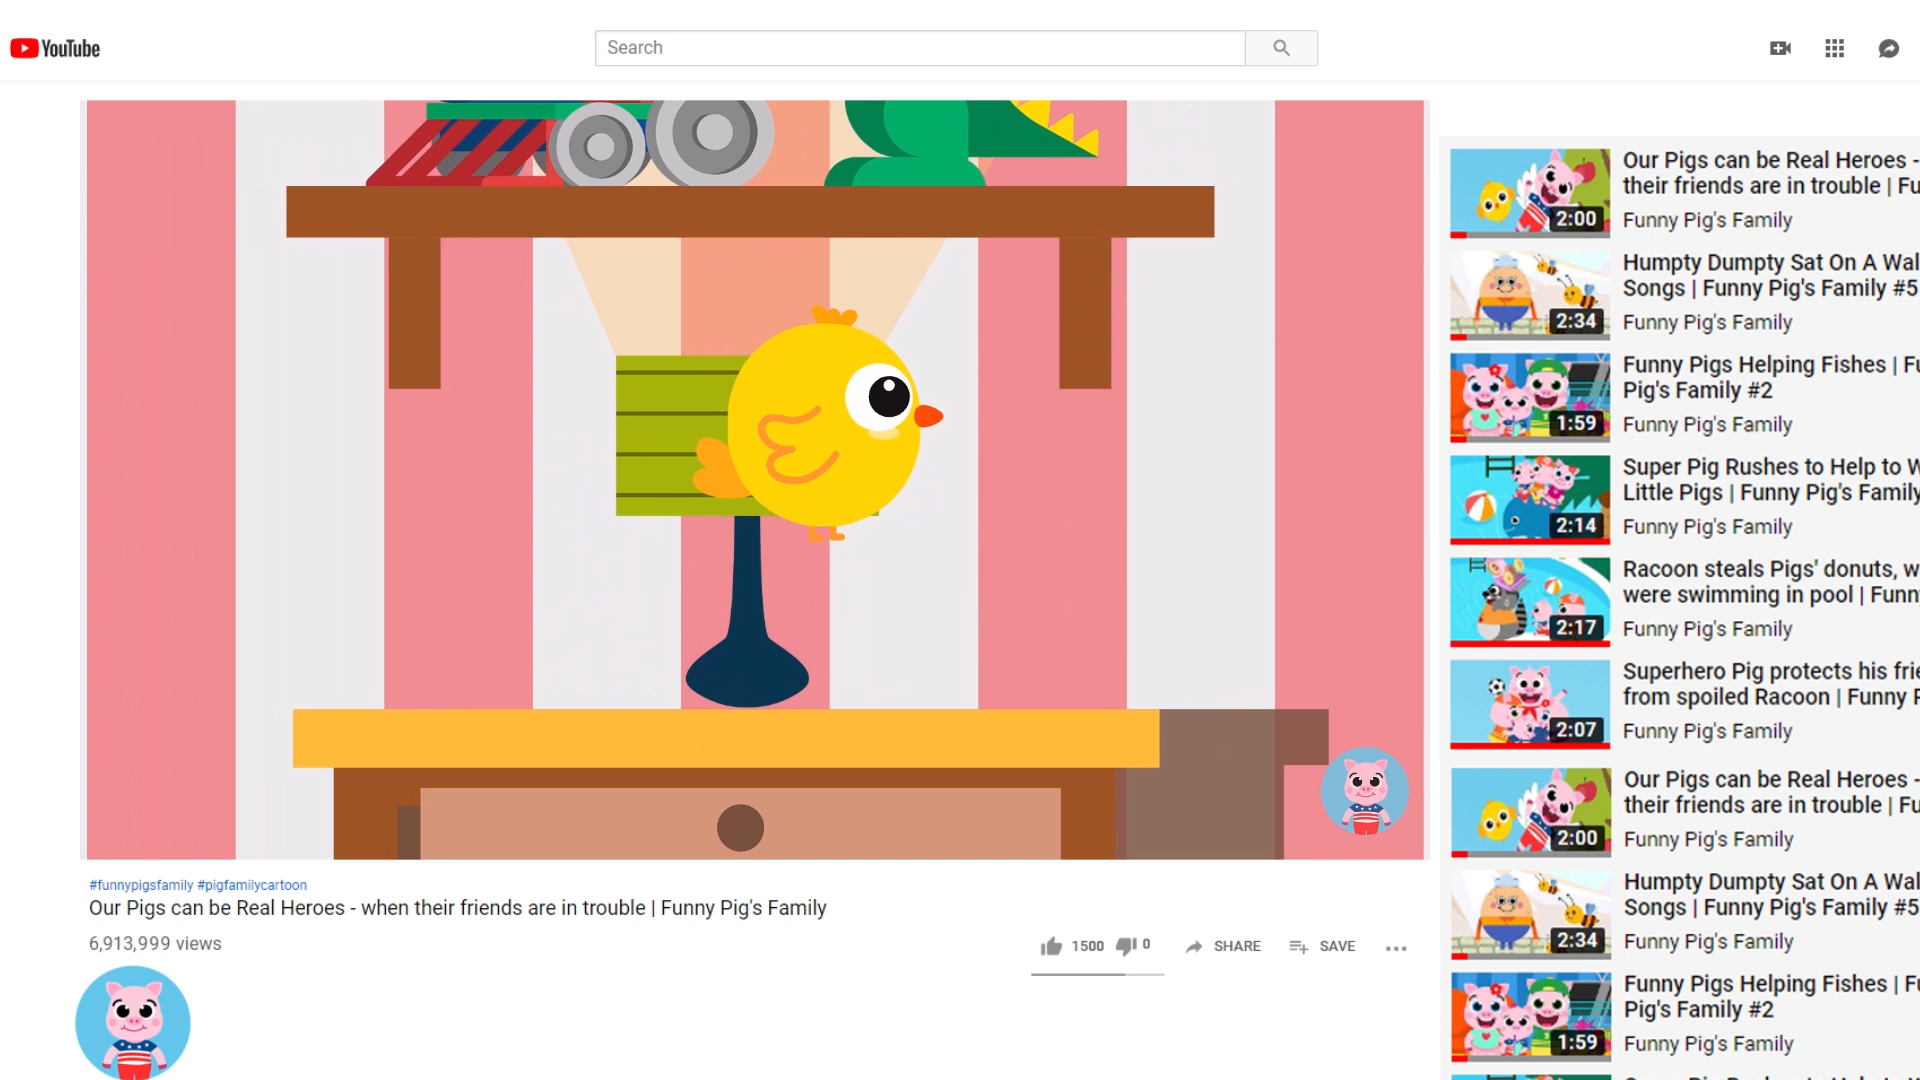 YouTube
Search
#funnypigsfamily #pigfamilycartoon
Our Pigs can be Real Heroes - when their friends are in trouble | Funny Pig's Family
6,913,999 views
1500
0
SHARE
SAVE
Our Pigs can be Real Heroes -
their friends are in trouble | Fu
Funny Pig's Family
2:00
Humpty Dumpty Sat On A Wal
Songs | Funny Pig's Family #5
Funny Pig's Family
2:34
Funny Pigs Helping Fishes | Fu
Pig's Family #2
Funny Pig's Family
1:59
Super Pig Rushes to Help to W
Little Pigs | Funny Pig's Family
Funny Pig's Family
2:14
Racoon steals Pigs' donuts, w
were swimming in pool | Funn
Funny Pig's Family
2:17
Superhero Pig protects his frie
from spoiled Racoon | Funny P
Funny Pig's Family
2:07
Our Pigs can be Real Heroes -
their friends are in trouble | Fu
Funny Pig's Family
2:00
Humpty Dumpty Sat On A Wal
Songs | Funny Pig's Family #5
Funny Pig's Family
2:34
Funny Pigs Helping Fishes | Fu
Pig's Family #2
Funny Pig's Family
1:59